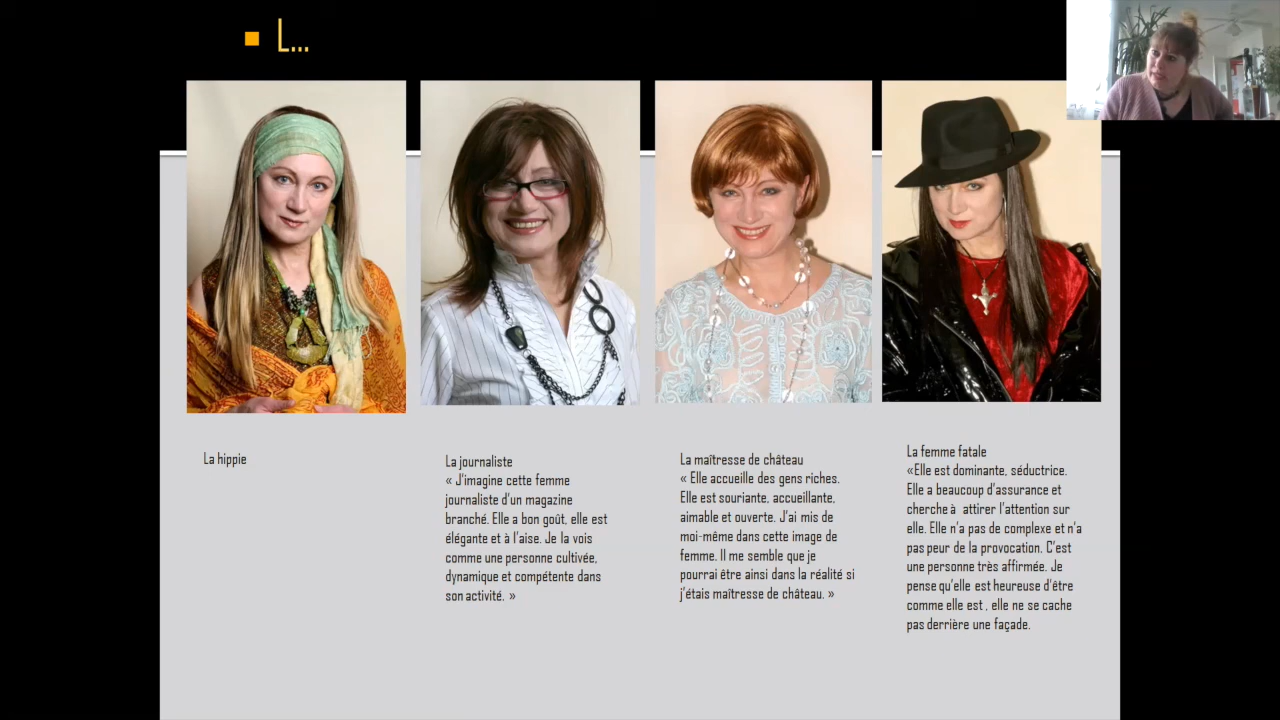 L...
La hippie
La journaliste
« J'imagine cette femme
journaliste d'un magazine
branché. Elle a bon goût, elle est
élégante et à l'aise. Je la vois
comme une personne cultivée,
dynamique et compétente dans
son activité. »
La maîtresse de château
« Elle accueille des gens riches.
Elle est souriante, accueillante,
aimable et ouverte. J'ai mis de
moi-même dans cette image de
femme. Il me semble que je
pourrai être ainsi dans la réalité si
j'étais maîtresse de château. »
La femme fatale
«Elle est dominante, séductrice.
Elle a beaucoup d'assurance et
cherche à attirer l'attention sur
elle. Elle n'a pas de complexe et n'a
pas peur de la provocation. C'est
une personne très affirmée. Je
pense qu'elle est heureuse d'être
comme elle est , elle ne se cache
pas derrière une façade.